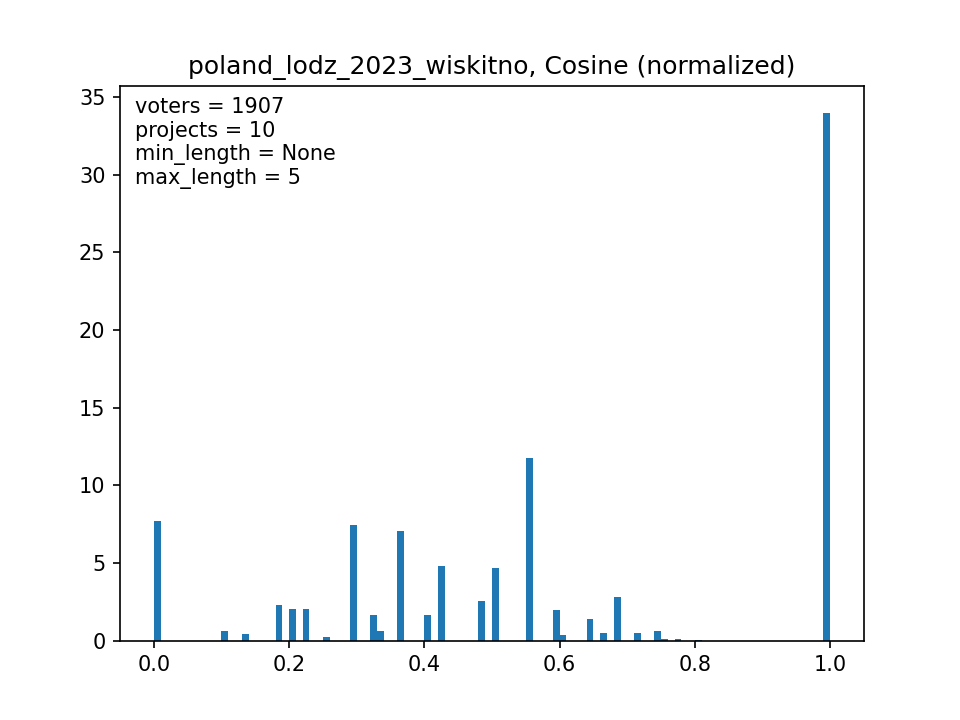 poland_lodz_2023_wiskitno, Cosine (normalized)
voters = 1907
projects = 10
min_length = None
max_length = 5
35
30
25
20
15
10
5
0
0.0 0.2 0.4 0.6 0.8 1.0